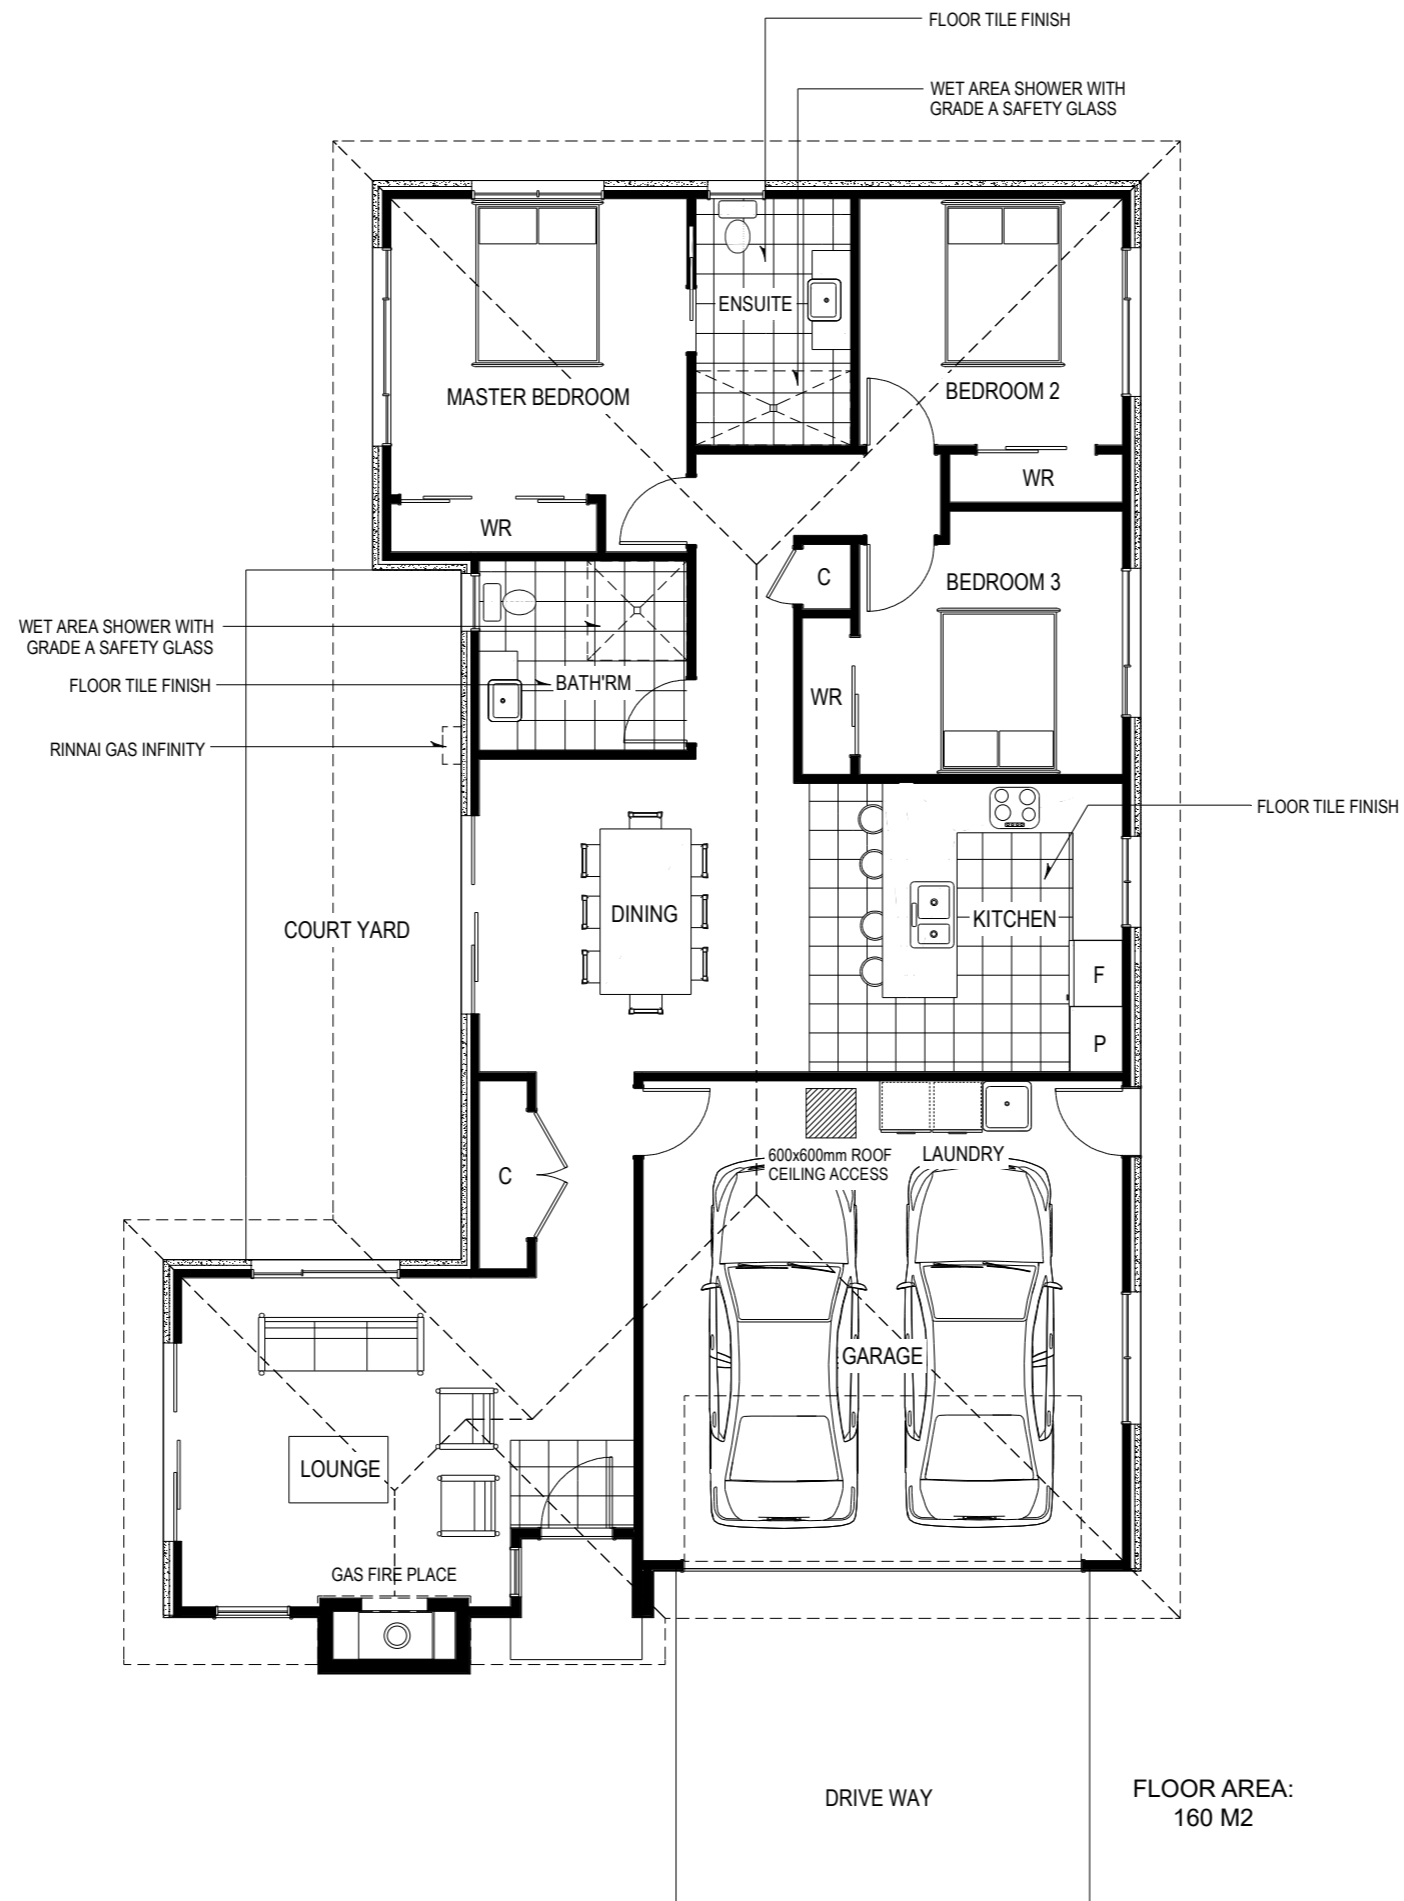 FLOOR TILE FINISH
WET AREA SHOWER WITH
GRADE A SAFETY GLASS
ENSUITE
MASTER BEDROOM
BEDROOM 2
WR
WR
C
BEDROOM 3
WET AREA SHOWER WITH
GRADE A SAFETY GLASS
FLOOR TILE FINISH
BATH'RM
WR
RINNAI GAS INFINITY
FLOOR TILE FINISH
COURT YARD
DINING
KITCHEN
F
P
600x600mm ROOF
CEILING ACCESS
LAUNDRY
C
GARAGE
LOUNGE
GAS FIRE PLACE
DRIVE WAY
FLOOR AREA:
160 M2